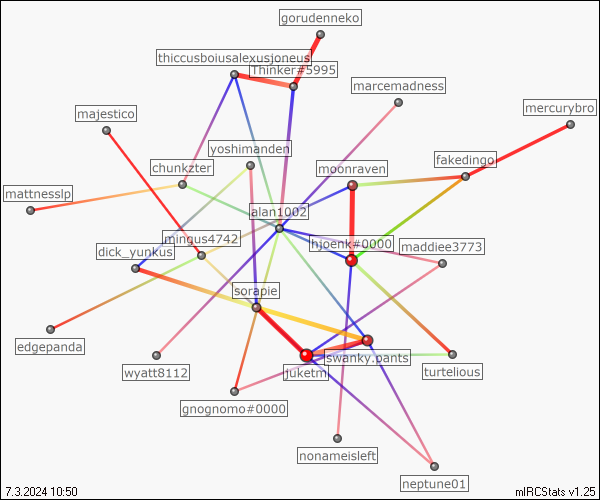 gorudenneko
thiccusboiusalexusjoneus
Thinker#5995
marcemadness
mercurybro
majestico
yoshimanden
fakedingo
chunkzter
moonraven
mattnesslp
alan1002
mingus4742
hjoenk#0000
maddiee3773
dick_yunkus
sorapie
edgepanda
swanky.pants
wyatt8112
juketm
turtelious
gnognomo#0000
nonameisleft
neptune01
7.3.2024 10:50
mIRCStats v1.25